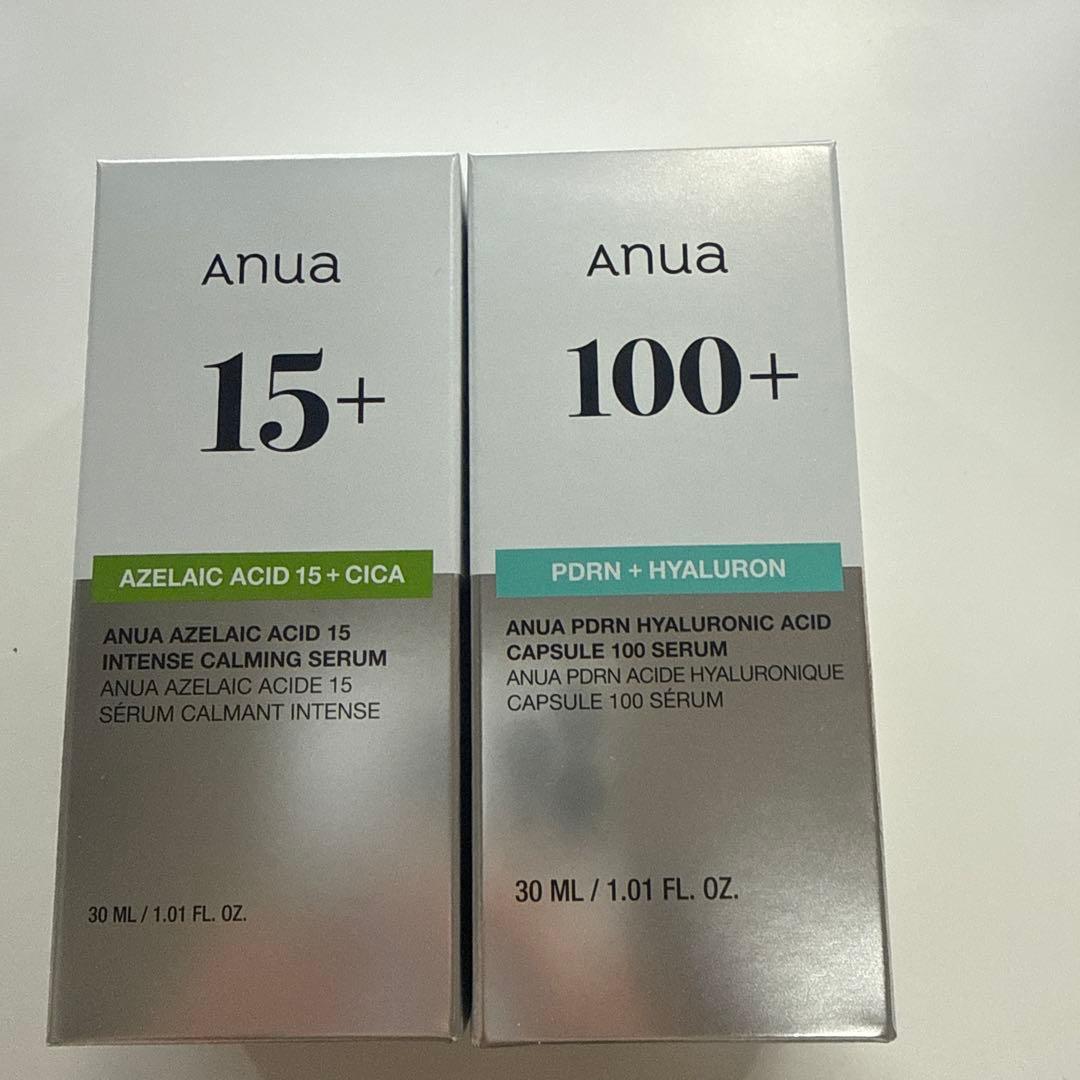 Anua
15+
AZELAIC ACID 15 + CICA
ANUA AZELAIC ACID 15
INTENSE CALMING SERUM
ANUA AZELAIC ACIDE 15
SÉRUM CALMANT INTENSE
30 ML / 1.01 FL. OZ.
Anua
100+
PDRN + HYALURON
ANUA PDRN HYALURONIC ACID
CAPSULE 100 SERUM
ANUA PDRN ACIDE HYALURONIQUE
CAPSULE 100 SÉRUM
30 ML / 1.01 FL. OZ.